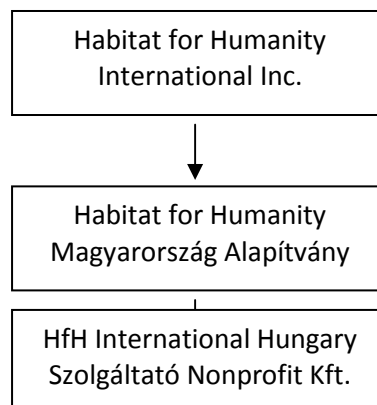 Habitat for Humanity
International Inc.
Habitat for Humanity
Magyarország Alapítvány
HfH International Hungary
Szolgáltató Nonprofit Kft.